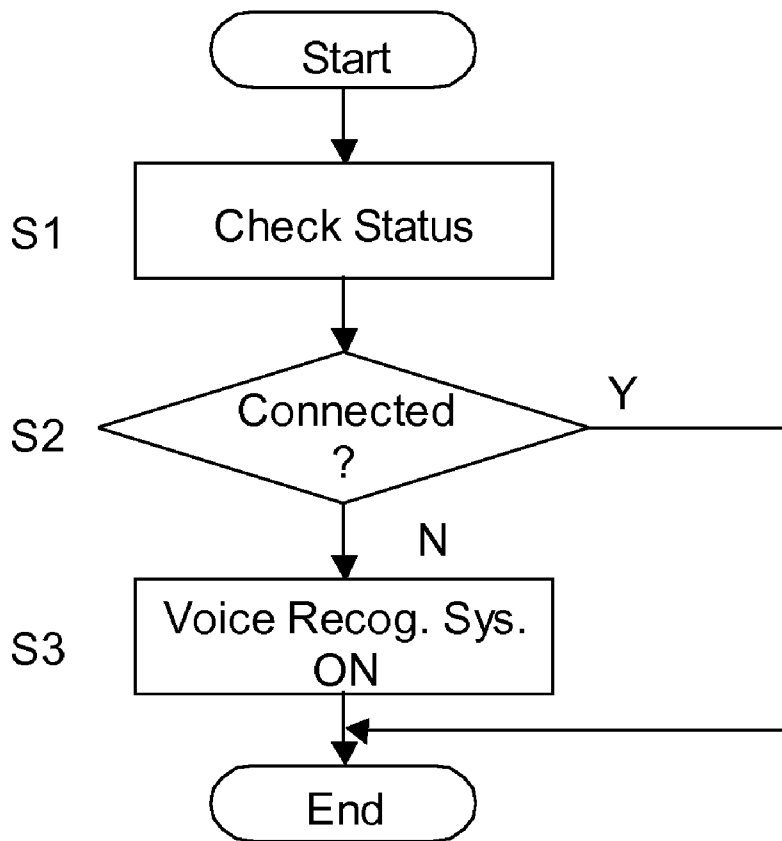 Start
S1
Check Status
S2
Connected
?
Y
N
S3
Voice Recog. Sys.
ON
End